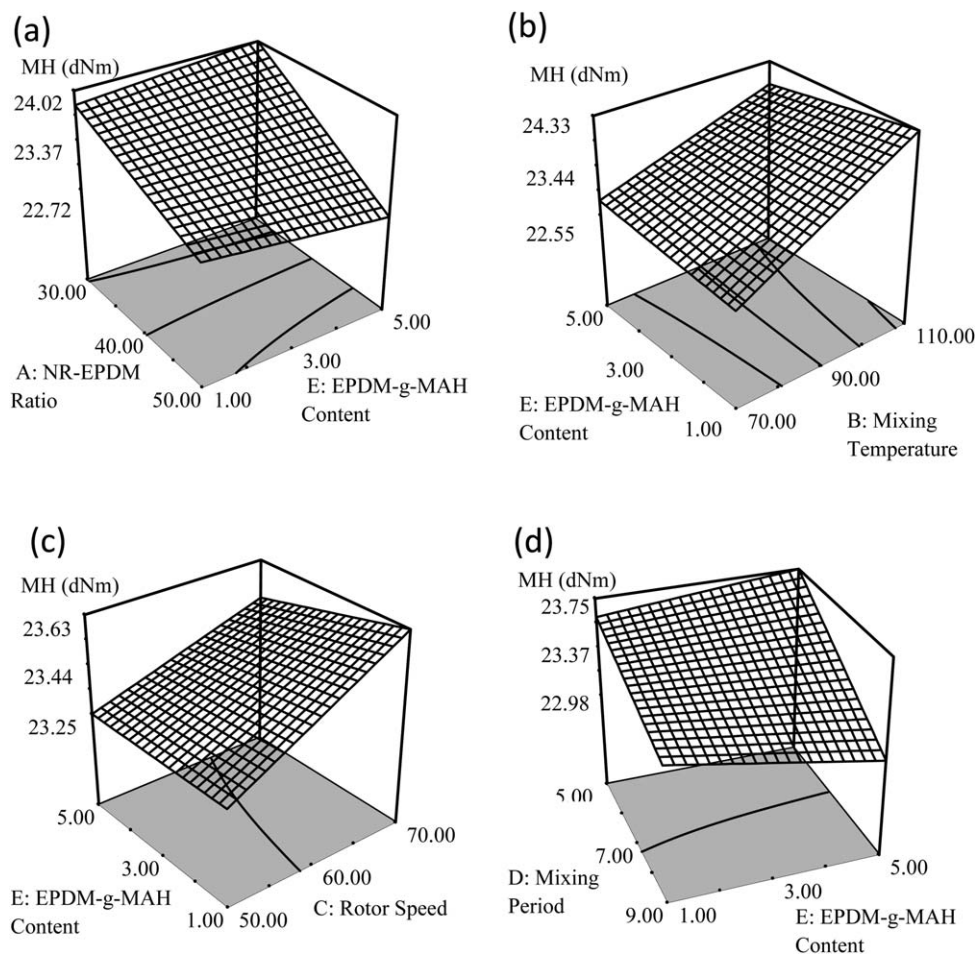 (a)
MH (dNm)
24.02
23.37
22.72
30.00
40.00
50.00
1.00
3.00
5.00
A: NR-EPDM
Ratio
E: EPDM-g-MAH
Content
(b)
MH (dNm)
24.33
23.44
22.55
5.00
3.00
1.00
70.00
90.00
110.00
E: EPDM-g-MAH
Content
B: Mixing
Temperature
(c)
MH (dNm)
23.63
23.44
23.25
5.00
3.00
1.00
50.00
60.00
70.00
E: EPDM-g-MAH
Content
C: Rotor Speed
(d)
MH (dNm)
23.75
23.37
22.98
5.00
7.00
9.00
1.00
3.00
5.00
D: Mixing
Period
E: EPDM-g-MAH
Content